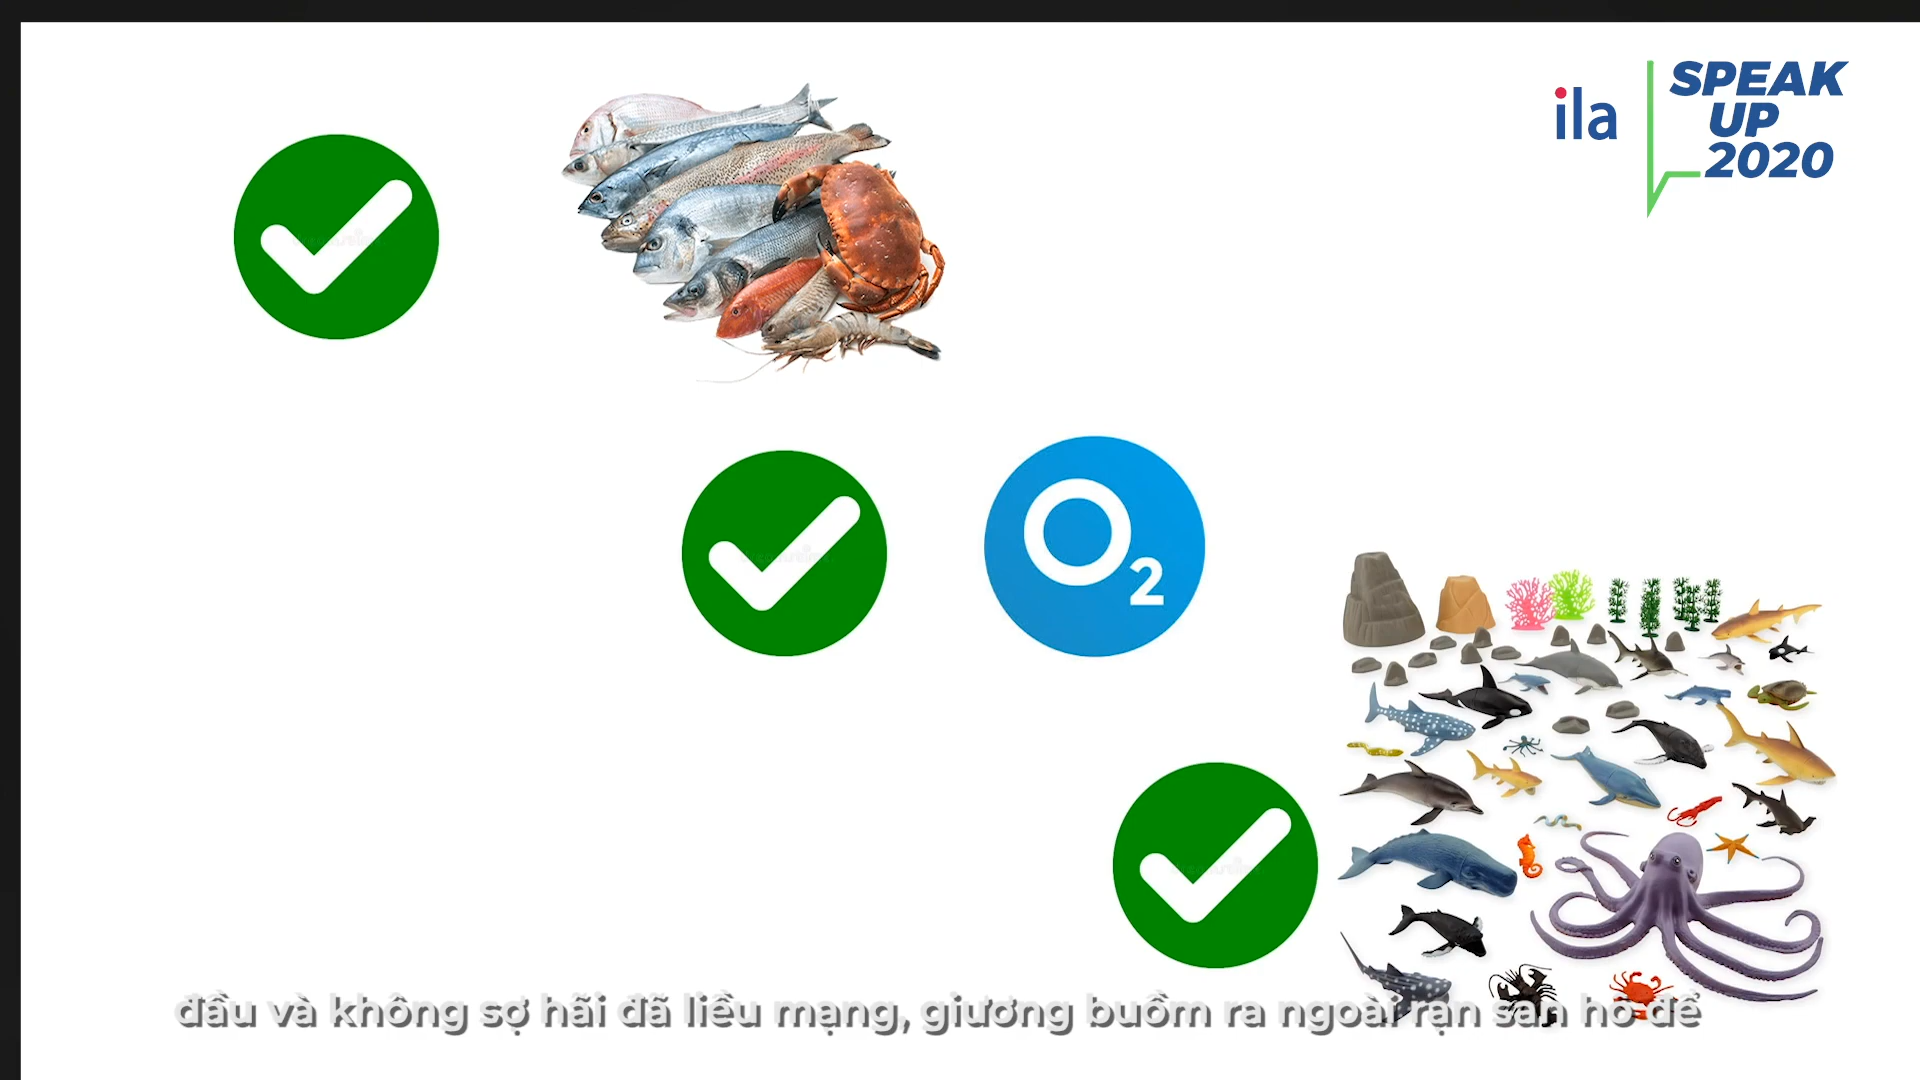 ila
SPEAK
UP
2020
O2
đầu và không sợ hãi đã liều mạng, giương buồm ra ngoài rạn san hô để